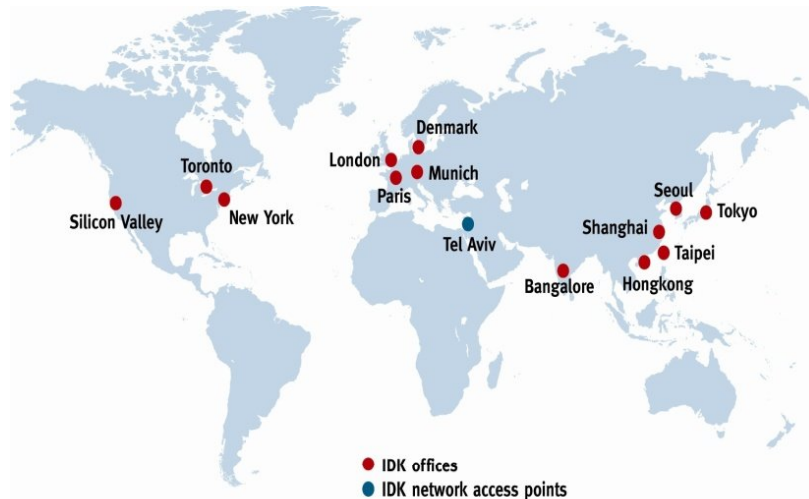 Denmark
London
Toronto
Munich
Paris
Seoul
Silicon Valley
New York
Tokyo
Shanghai
Tel Aviv
Taipei
Bangalore
Hongkong
IDK offices
IDK network access points